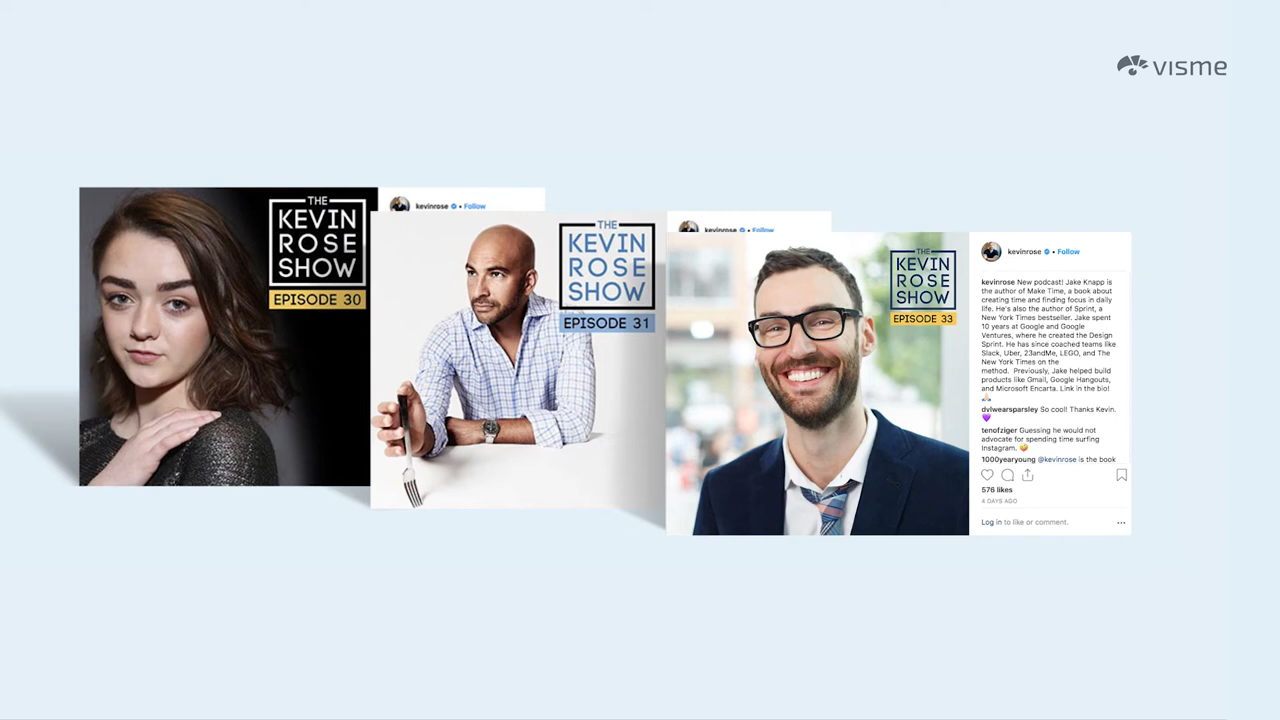 visme
THE
KEVIN
ROSE
SHOW
EPISODE 30
kevinrose • Follow
THE
KEVIN
ROSE
SHOW
EPISODE 31
kevinrose • Follow
THE
KEVIN
ROSE
SHOW
EPISODE 33
kevinrose • Follow
kevinrose New podcast! Jake Knapp is
the author of Make Time, a book about
creating time and finding focus in daily
life. He's also the author of Sprint, a
New York Times bestseller. Jake spent
10 years at Google and Google
Ventures, where he created the Design
Sprint. He has since coached teams like
Slack, Uber, 23andMe, LEGO, and The
New York Times on the
method. Previously, Jake helped build
products like Gmail, Google Hangouts,
and Microsoft Encarta. Link in the bio!
🙏🏻
dvlwearsparsley So cool! Thanks Kevin.
💜
tenofziger Guessing he would not
advocate for spending time surfing
Instagram. 🤣
1000yearyoung @kevinrose is the book
576 likes
4 DAYS AGO
Log in to like or comment.